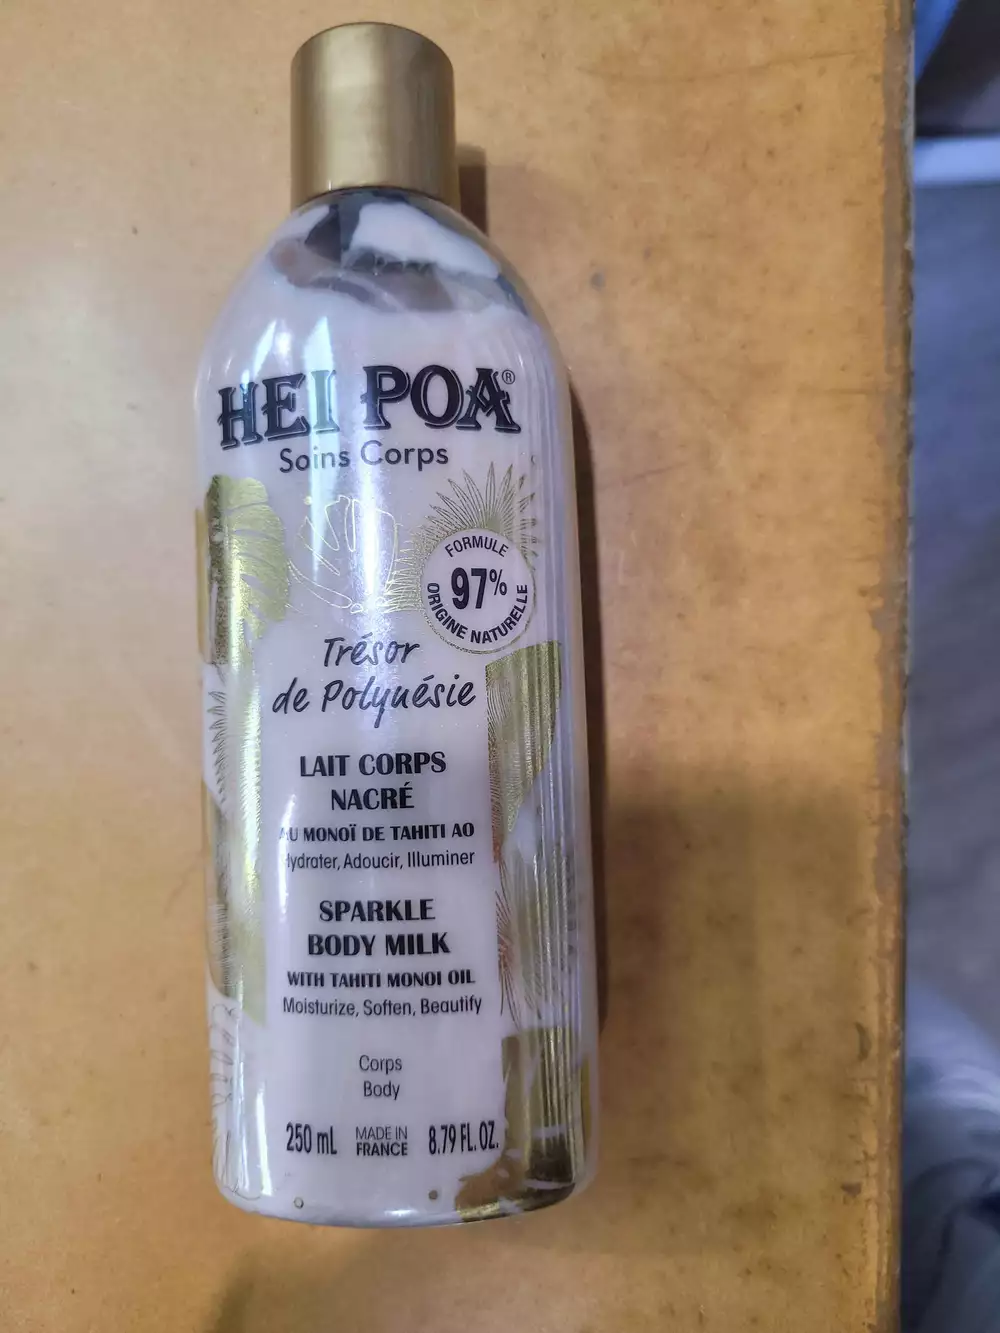 HEI POA®
Soins Corps
FORMULE
97%
ORIGINE NATURELLE
Trésor
de Polynésie
LAIT CORPS
NACRÉ
AU MONOÏ DE TAHITI AO
Hydrater, Adoucir, Illuminer
SPARKLE
BODY MILK
WITH TAHITI MONOI OIL
Moisturize, Soften, Beautify
Corps
Body
250 mL MADE IN FRANCE 8.79 FL. OZ.